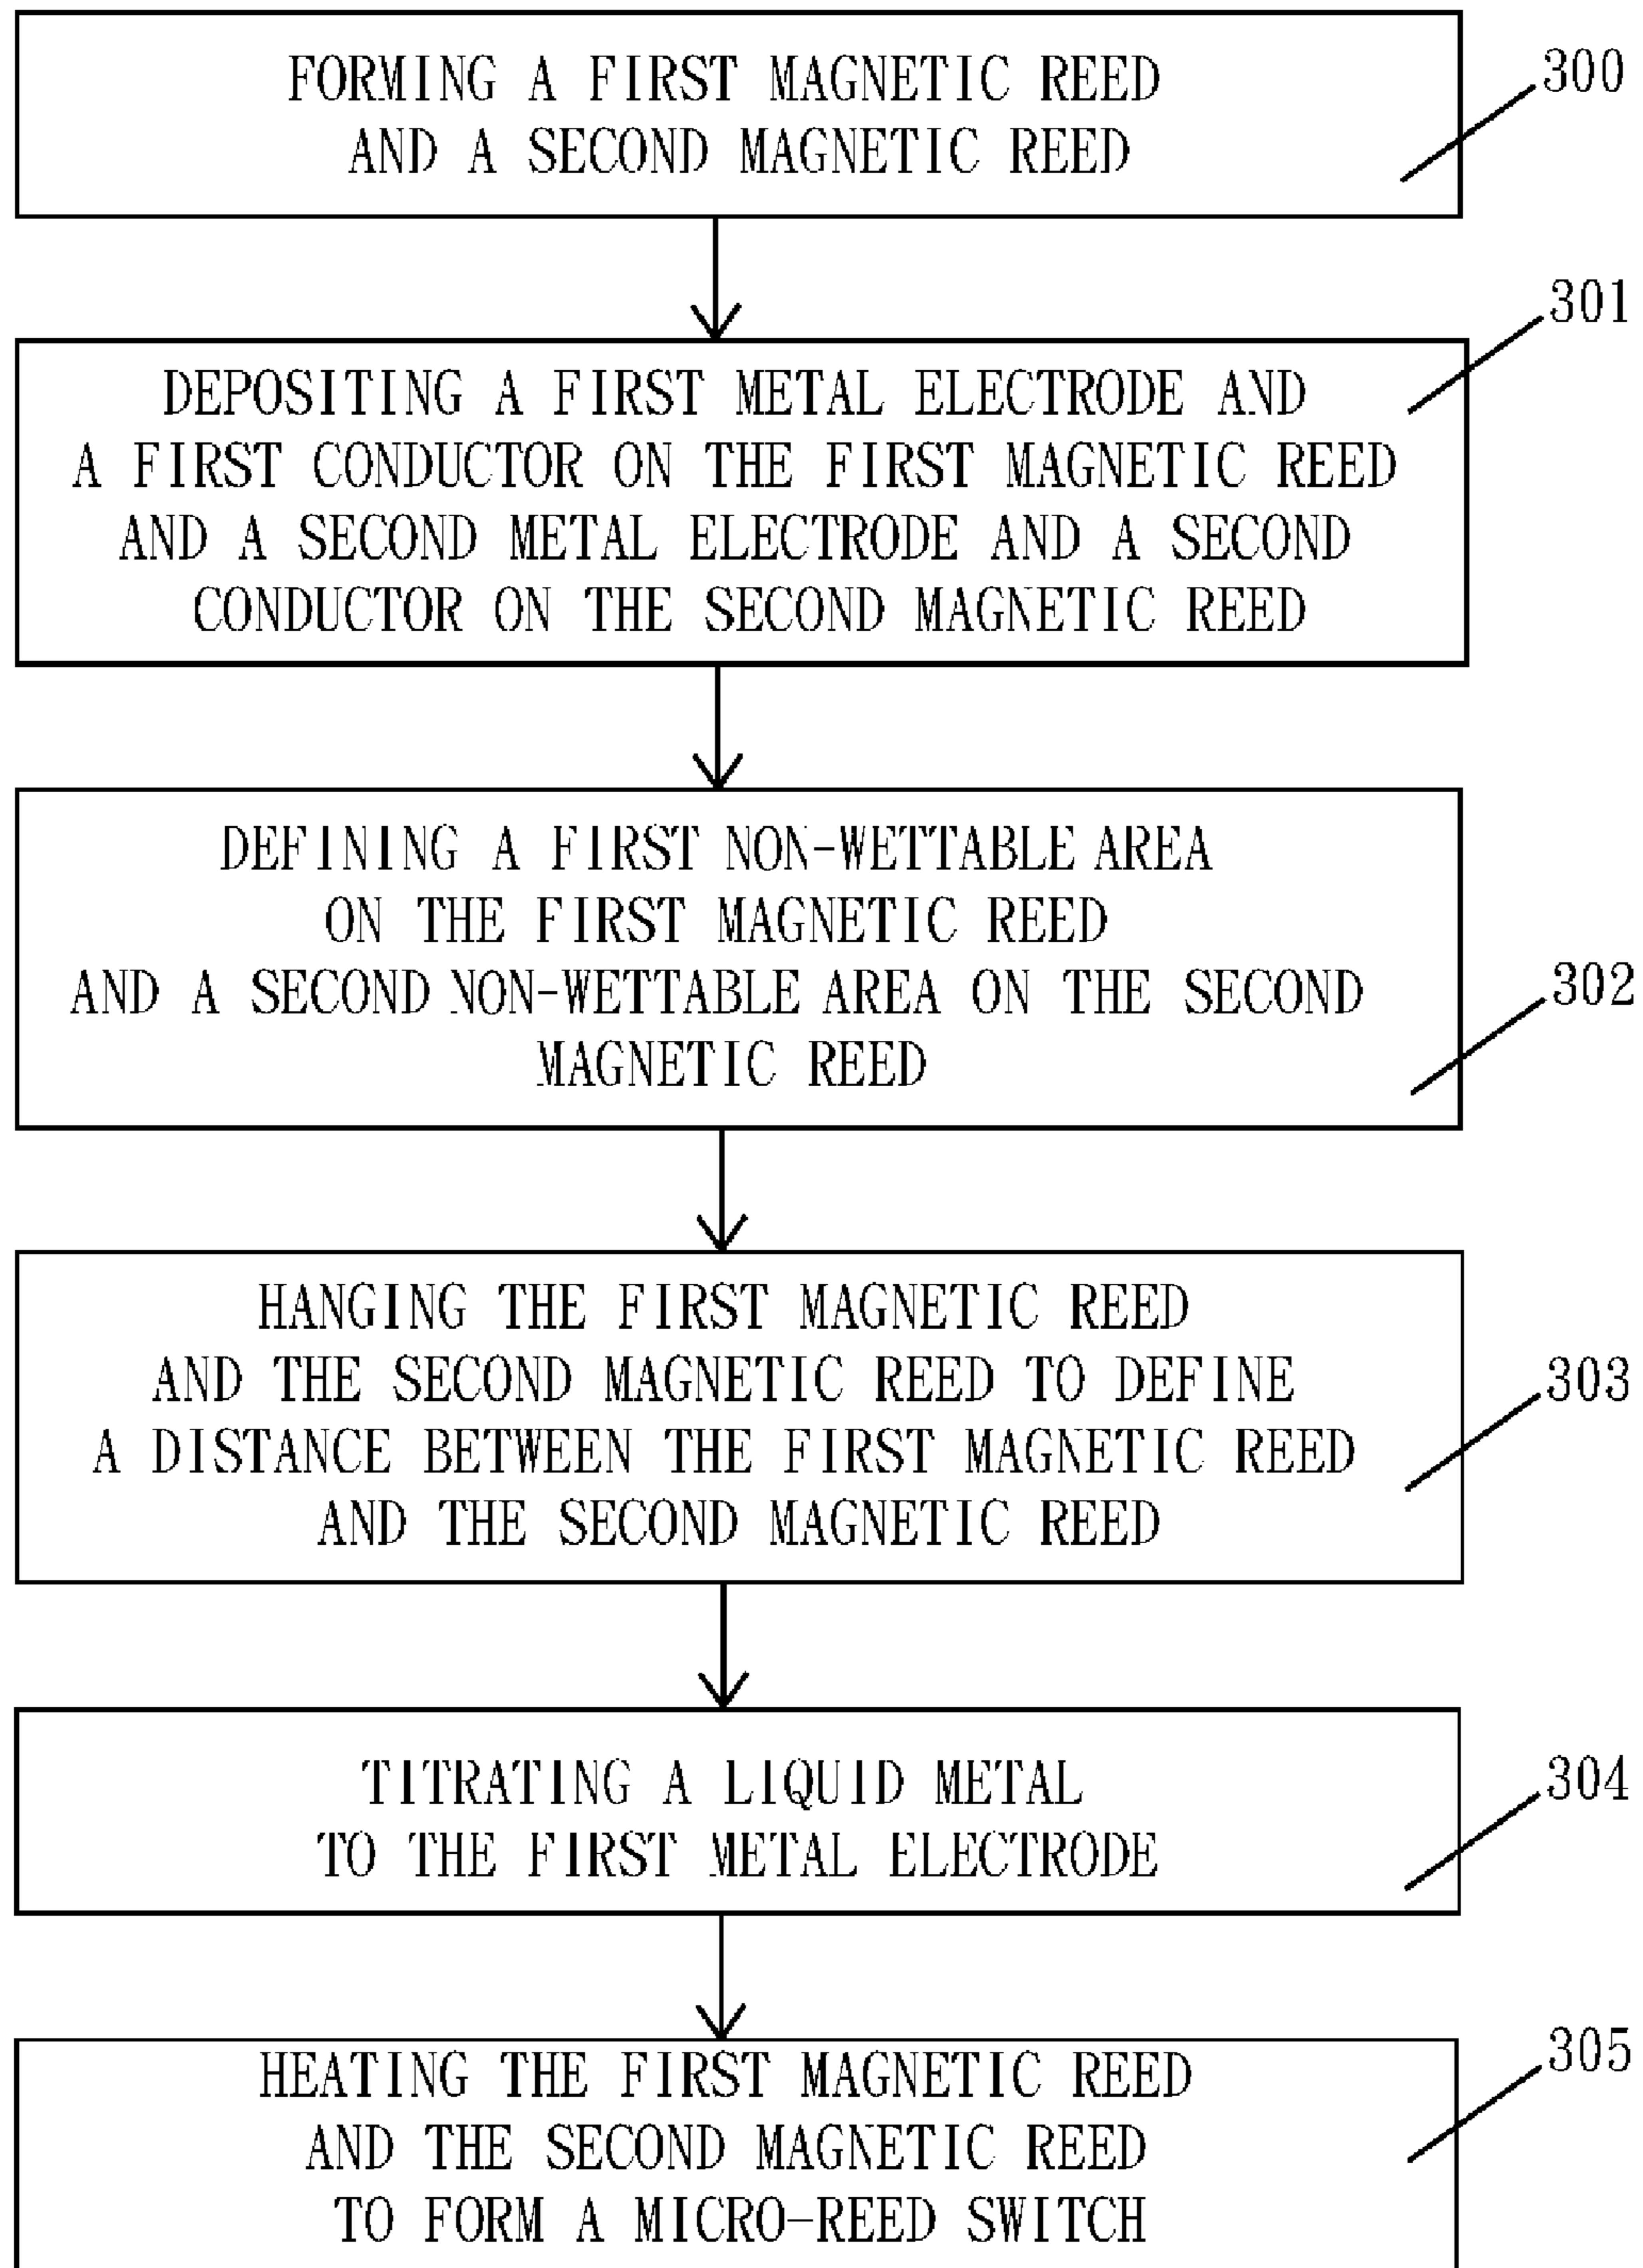 FORMING A FIRST MAGNETIC REED
AND A SECOND MAGNETIC REED
300
DEPOSITING A FIRST METAL ELECTRODE AND
A FIRST CONDUCTOR ON THE FIRST MAGNETIC REED
AND A SECOND METAL ELECTRODE AND A SECOND
CONDUCTOR ON THE SECOND MAGNETIC REED
301
DEFINING A FIRST NON-WETTABLE AREA
ON THE FIRST MAGNETIC REED
AND A SECOND NON-WETTABLE AREA ON THE SECOND
MAGNETIC REED
302
HANGING THE FIRST MAGNETIC REED
AND THE SECOND MAGNETIC REED TO DEFINE
A DISTANCE BETWEEN THE FIRST MAGNETIC REED
AND THE SECOND MAGNETIC REED
303
TITRATING A LIQUID METAL
TO THE FIRST METAL ELECTRODE
304
HEATING THE FIRST MAGNETIC REED
AND THE SECOND MAGNETIC REED
TO FORM A MICRO-REED SWITCH
305